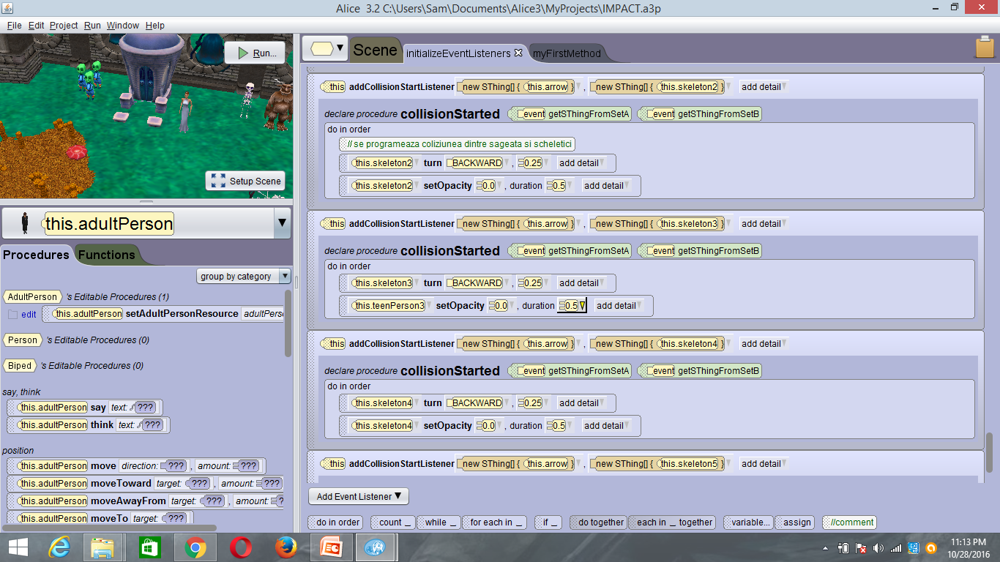 Alice 3.2 C:\Users\Sam\Documents\Alice3\MyProjects\IMPACT.a3p
File Edit Project Run Window Help
Run...
Setup Scene
this.adultPerson
Procedures Functions
group by category
AdultPerson 's Editable Procedures (1)
edit this.adultPerson setAdultPersonResource adultPers
Person 's Editable Procedures (0)
Biped 's Editable Procedures (0)
say, think
this.adultPerson say text: ???
this.adultPerson think text: ???
position
this.adultPerson move direction: ??? , amount: ???
this.adultPerson moveToward target: ??? , amount: ???
this.adultPerson moveAwayFrom target: ??? , amount: ?
this.adultPerson moveTo target: ???
Scene initializeEventListeners myFirstMethod
this addCollisionStartListener new SThing[] { this.arrow } , new SThing[] { this.skeleton2 } add detail
declare procedure collisionStarted event getSThingFromSetA event getSThingFromSetB
do in order
// se programeaza coliziunea dintre sageata si scheletici
this.skeleton2 turn BACKWARD , 0.25 add detail
this.skeleton2 setOpacity 0.0 , duration 0.5 add detail
this addCollisionStartListener new SThing[] { this.arrow } , new SThing[] { this.skeleton3 } add detail
declare procedure collisionStarted event getSThingFromSetA event getSThingFromSetB
do in order
this.skeleton3 turn BACKWARD , 0.25 add detail
this.teenPerson3 setOpacity 0.0 , duration 0.5 add detail
this addCollisionStartListener new SThing[] { this.arrow } , new SThing[] { this.skeleton4 } add detail
declare procedure collisionStarted event getSThingFromSetA event getSThingFromSetB
do in order
this.skeleton4 turn BACKWARD , 0.25 add detail
this.skeleton4 setOpacity 0.0 , duration 0.5 add detail
this addCollisionStartListener new SThing[] { this.arrow } , new SThing[] { this.skeleton5 } add detail
Add Event Listener
do in order count _ while _ for each in _ if _ do together each in _ together variable... assign //comment
11:13 PM
10/28/2016